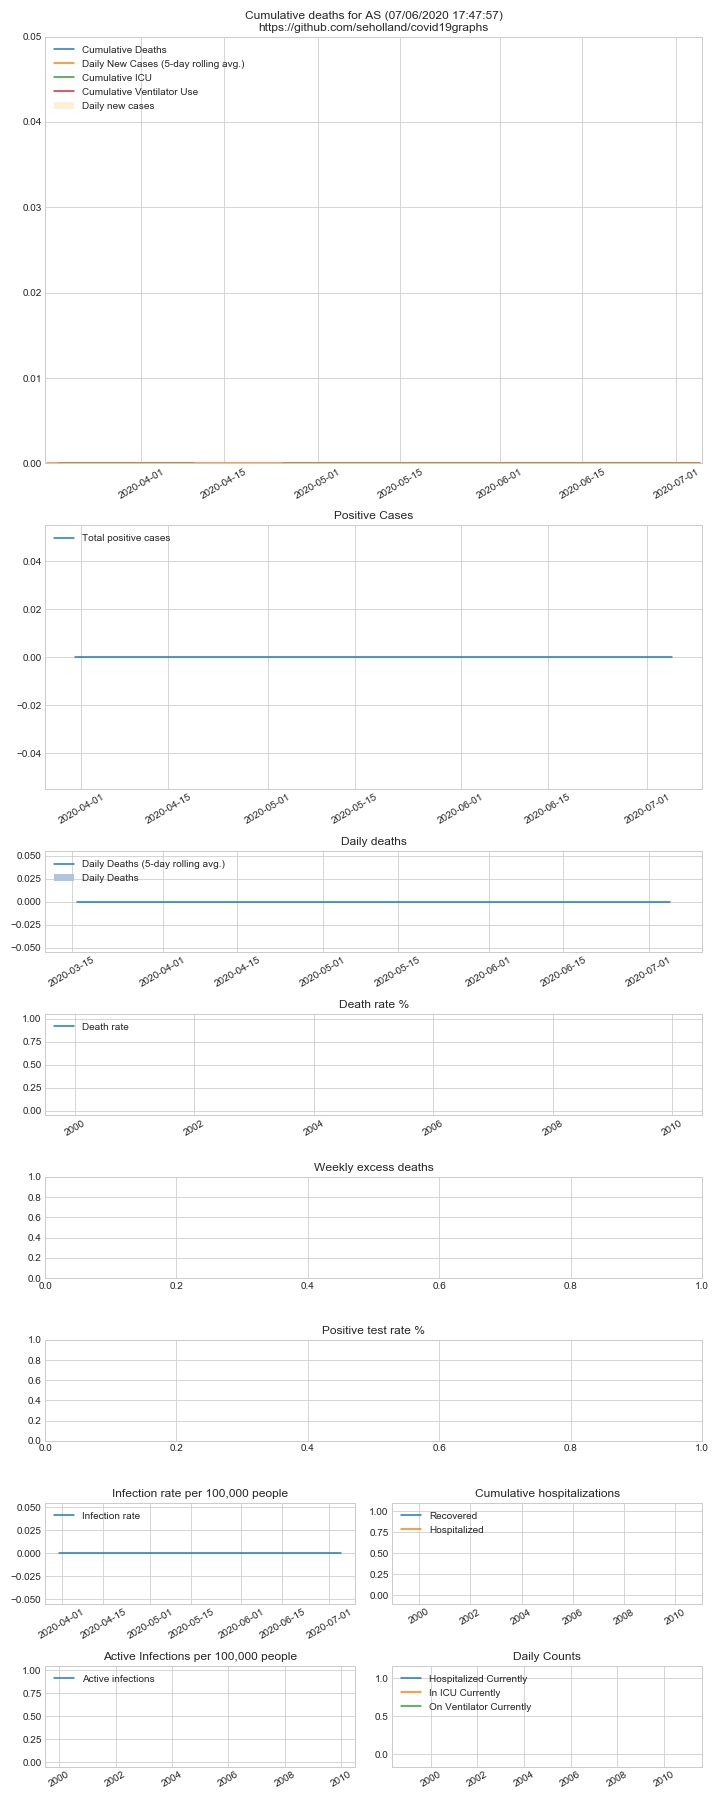 Cumulative deaths for AS (07/06/2020 17:47:57)
https://github.com/seholland/covid19graphs
Cumulative Deaths
Daily New Cases (5-day rolling avg.)
Cumulative ICU
Cumulative Ventilator Use
Daily new cases
0.05
0.04
0.03
0.02
0.01
0.00
2020-04-01 2020-04-15 2020-05-01 2020-05-15 2020-06-01 2020-06-15 2020-07-01
Positive Cases
Total positive cases
0.04
0.02
0.00
−0.02
−0.04
2020-04-01 2020-04-15 2020-05-01 2020-05-15 2020-06-01 2020-06-15 2020-07-01
Daily deaths
Daily Deaths (5-day rolling avg.)
Daily Deaths
0.050
0.025
0.000
−0.025
−0.050
2020-03-15 2020-04-01 2020-04-15 2020-05-01 2020-05-15 2020-06-01 2020-06-15 2020-07-01
Death rate %
Death rate
1.00
0.75
0.50
0.25
0.00
2000 2002 2004 2006 2008 2010
Weekly excess deaths
1.0
0.8
0.6
0.4
0.2
0.0
0.0 0.2 0.4 0.6 0.8 1.0
Positive test rate %
1.0
0.8
0.6
0.4
0.2
0.0
0.0 0.2 0.4 0.6 0.8 1.0
Infection rate per 100,000 people
Infection rate
0.050
0.025
0.000
−0.025
−0.050
2020-04-01 2020-04-15 2020-05-01 2020-05-15 2020-06-01 2020-06-15 2020-07-01
Cumulative hospitalizations
Recovered
Hospitalized
1.00
0.75
0.50
0.25
0.00
2000 2002 2004 2006 2008 2010
Active Infections per 100,000 people
Active infections
1.00
0.75
0.50
0.25
0.00
2000 2002 2004 2006 2008 2010
Daily Counts
Hospitalized Currently
In ICU Currently
On Ventilator Currently
1.0
0.5
0.0
2000 2002 2004 2006 2008 2010